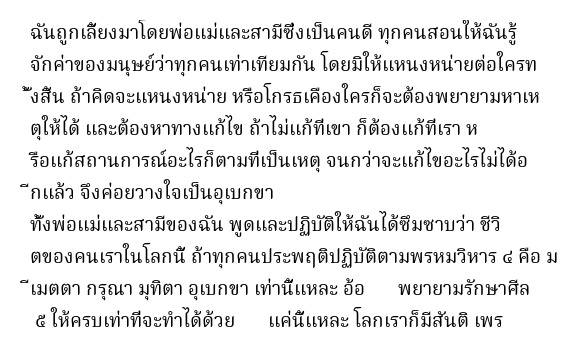 ฉันถูกเลี้ยงมาโดยพ่อแม่และสามีซึ่งเป็นคนดี ทุกคนสอนให้ฉันรู้
จักค่าของมนุษย์ว่าทุกคนเท่าเทียมกัน โดยมิให้แหนงหน่ายต่อใครท
ั้งสิ้น ถ้าคิดจะแหนงหน่าย หรือโกรธเคืองใครก็จะต้องพยายามหาเห
ตุให้ได้ และต้องหาทางแก้ไข ถ้าไม่แก้ที่เขา ก็ต้องแก้ที่เรา ห
รือแก้สถานการณ์อะไรก็ตามที่เป็นเหตุ จนกว่าจะแก้ไขอะไรไม่ได้อ
ีกแล้ว จึงค่อยวางใจเป็นอุเบกขา
ทั้งพ่อแม่และสามีของฉัน พูดและปฏิบัติให้ฉันได้ซึมซาบว่า ชีวิ
ตของคนเราในโลกนี้ ถ้าทุกคนประพฤติปฏิบัติตามพรหมวิหาร ๔ คือ ม
ีเมตตา กรุณา มุทิตา อุเบกขา เท่านี้แหละ อ้อ พยายามรักษาศีล
๕ ให้ครบเท่าที่จะทำได้ด้วย แค่นี้แหละ โลกเราก็มีสันติ เพร